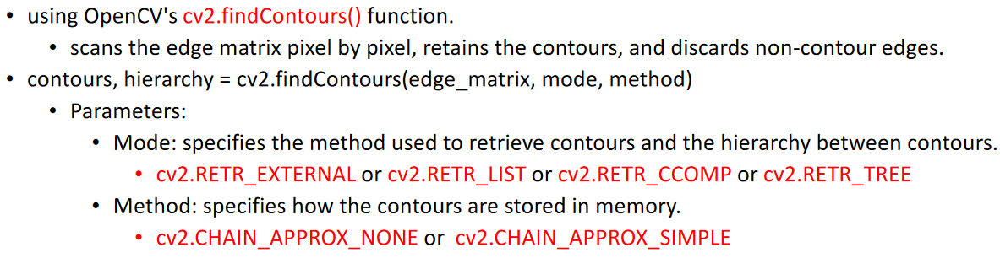 • using OpenCV's cv2.findContours() function.
• scans the edge matrix pixel by pixel, retains the contours, and discards non-contour edges.
• contours, hierarchy = cv2.findContours(edge_matrix, mode, method)
• Parameters:
• Mode: specifies the method used to retrieve contours and the hierarchy between contours.
• cv2.RETR_EXTERNAL or cv2.RETR_LIST or cv2.RETR_CCOMP or cv2.RETR_TREE
• Method: specifies how the contours are stored in memory.
• cv2.CHAIN_APPROX_NONE or cv2.CHAIN_APPROX_SIMPLE